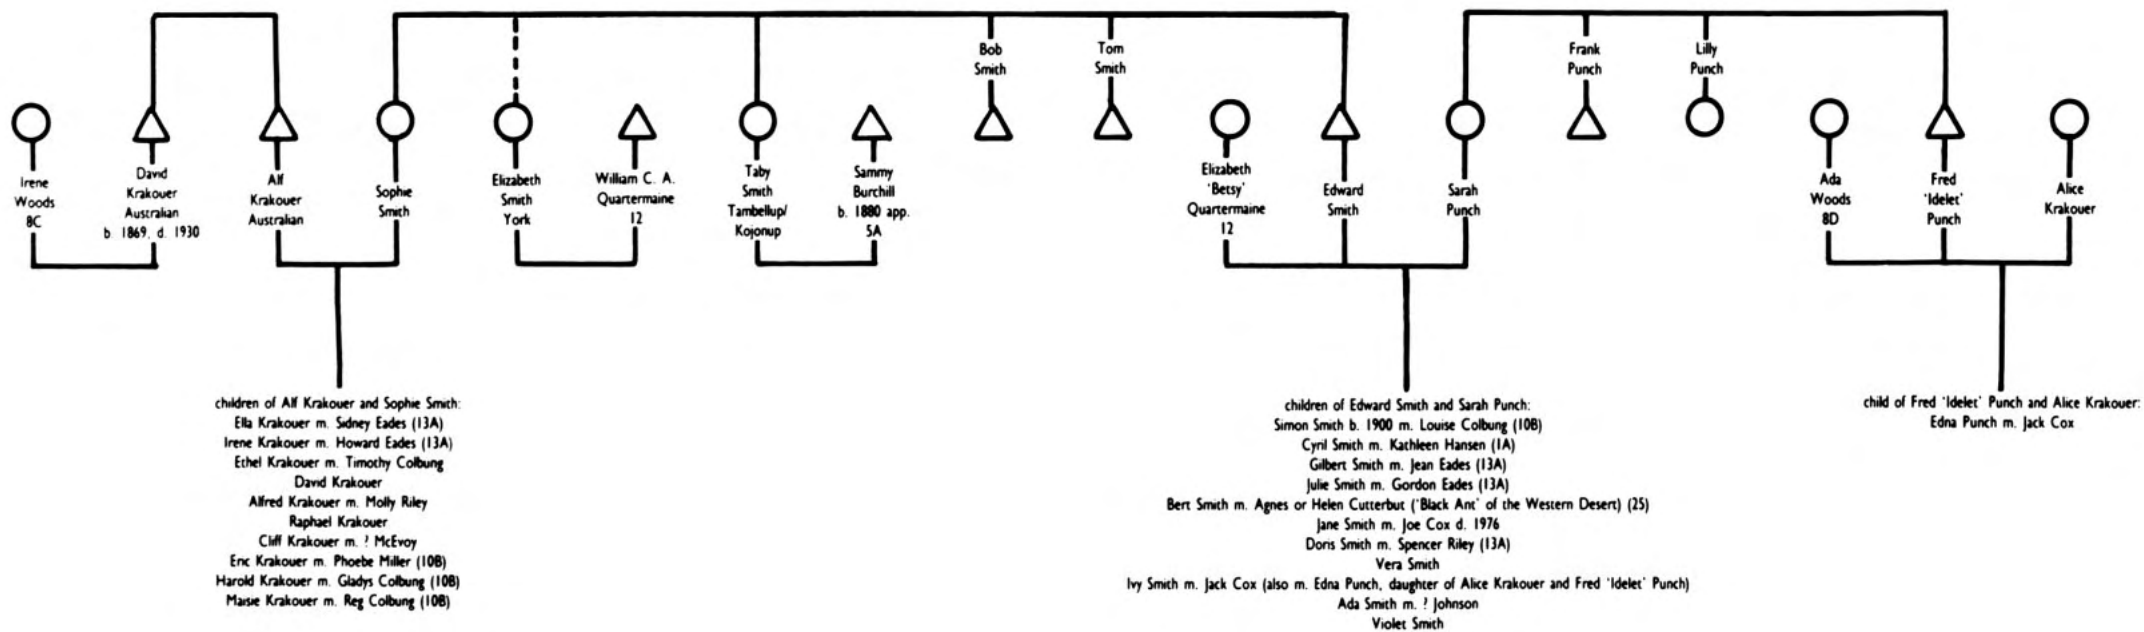 Bob
Smith
Tom
Smith
Frank
Punch
Lilly
Punch
Irene
Woods
8C
David
Krakouer
Australian
b. 1869, d. 1930
Alf
Krakouer
Australian
Sophie
Smith
Elizabeth
Smith
York
William C. A.
Quartermaine
12
Taby
Smith
Tambellup/
Kojonup
Sammy
Burchill
b. 1880 app.
5A
Elizabeth
'Betsy'
Quartermaine
12
Edward
Smith
Sarah
Punch
Ada
Woods
8D
Fred
'Idelet'
Punch
Alice
Krakouer
children of Alf Krakouer and Sophie Smith:
Ella Krakouer m. Sidney Eades (13A)
Irene Krakouer m. Howard Eades (13A)
Ethel Krakouer m. Timothy Colbung
David Krakouer
Alfred Krakouer m. Molly Riley
Raphael Krakouer
Cliff Krakouer m. ? McEvoy
Eric Krakouer m. Phoebe Miller (10B)
Harold Krakouer m. Gladys Colbung (10B)
Maisie Krakouer m. Reg Colbung (10B)
children of Edward Smith and Sarah Punch:
Simon Smith b. 1900 m. Louise Colbung (10B)
Cyril Smith m. Kathleen Hansen (1A)
Gilbert Smith m. Jean Eades (13A)
Julie Smith m. Gordon Eades (13A)
Bert Smith m. Agnes or Helen Cutterbut ('Black Ant' of the Western Desert) (25)
Jane Smith m. Joe Cox d. 1976
Doris Smith m. Spencer Riley (13A)
Vera Smith
Ivy Smith m. Jack Cox (also m. Edna Punch, daughter of Alice Krakouer and Fred 'Idelet' Punch)
Ada Smith m. ? Johnson
Violet Smith
child of Fred 'Idelet' Punch and Alice Krakouer:
Edna Punch m. Jack Cox